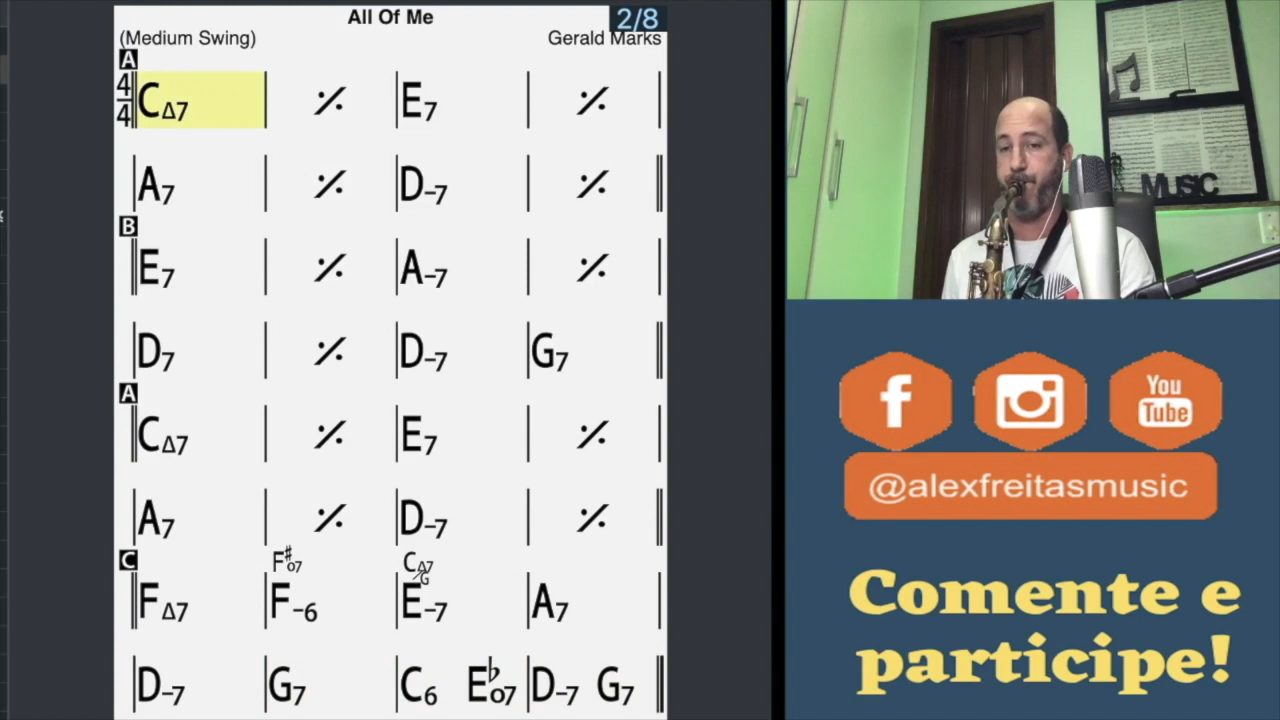 All Of Me
2/8
(Medium Swing)
Gerald Marks
A
4/4 CΔ7 | 𝄎 | E7 | 𝄎
A7 | 𝄎 | D-7 | 𝄎
B
E7 | 𝄎 | A-7 | 𝄎
D7 | 𝄎 | D-7 | G7
A
CΔ7 | 𝄎 | E7 | 𝄎
A7 | 𝄎 | D-7 | 𝄎
C
F♯o7 CΔ7/G
FΔ7 | F-6 | E-7 | A7
D-7 | G7 | C6 E♭o7 | D-7 G7
MUSIC
f
You
Tube
@alexfreitasmusic
Comente e
participe!